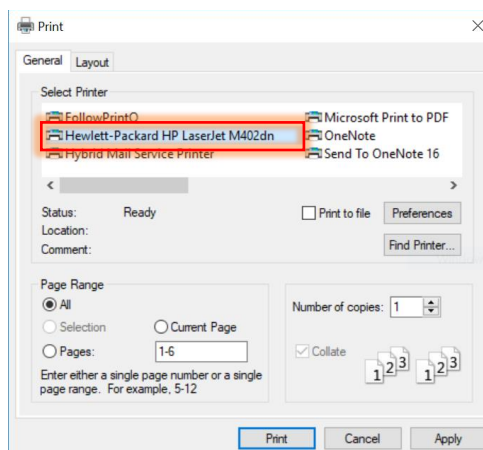 Print
General Layout
Select Printer
FollowPrintQ
Microsoft Print to PDF
Hewlett-Packard HP LaserJet M402dn
OneNote
Hybrid Mail Service Printer
Send To OneNote 16
Status: Ready
Print to file
Preferences
Location:
Comment:
Find Printer...
Page Range
All
Selection
Current Page
Pages:
1-6
Enter either a single page number or a single
page range. For example, 5-12
Number of copies: 1
Collate
1 2 3
1 2 3
Print
Cancel
Apply